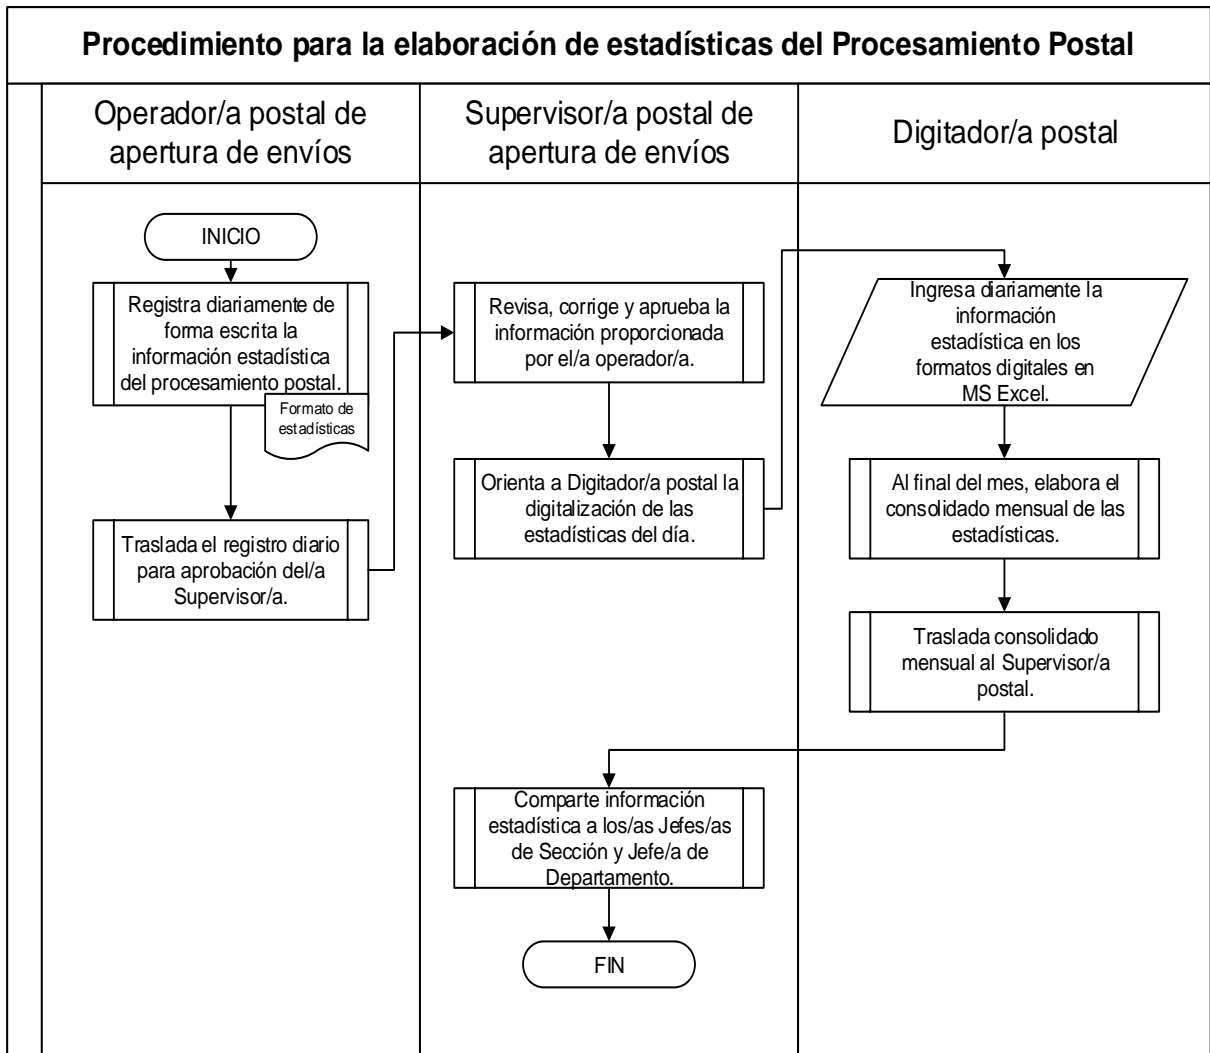 Procedimiento para la elaboración de estadísticas del Procesamiento Postal
Operador/a postal de
apertura de envíos
Supervisor/a postal de
apertura de envíos
Digitador/a postal
INICIO
Registra diariamente de
forma escrita la
información estadística
del procesamiento postal.
Formato de
estadísticas
Traslada el registro diario
para aprobación del/a
Supervisor/a.
Revisa, corrige y aprueba la
información proporcionada
por el/a operador/a.
Orienta a Digitador/a postal la
digitalización de las
estadísticas del día.
Ingresa diariamente la
información
estadística en los
formatos digitales en
MS Excel.
Al final del mes, elabora el
consolidado mensual de las
estadísticas.
Traslada consolidado
mensual al Supervisor/a
postal.
Comparte información
estadística a los/as Jefes/as
de Sección y Jefe/a de
Departamento.
FIN